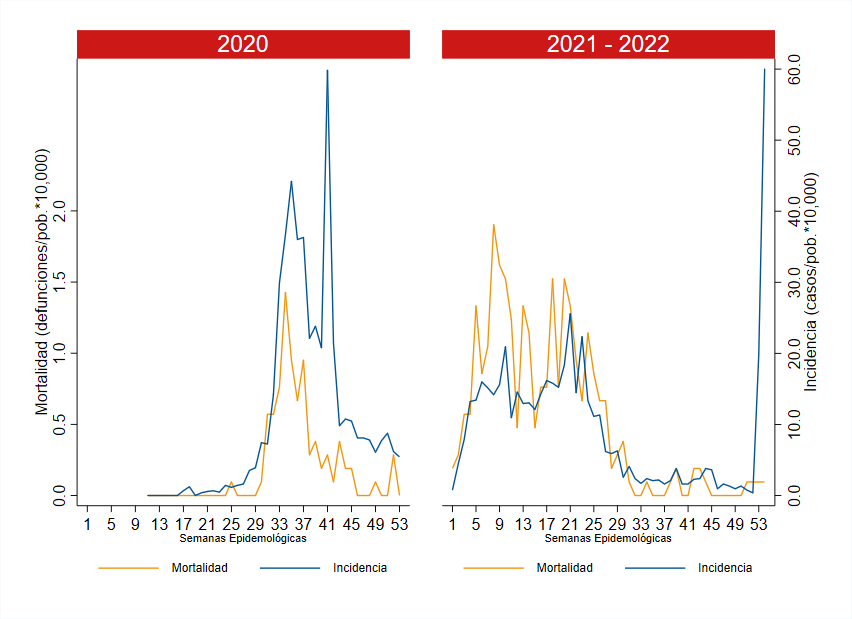 2020
2021 - 2022
Mortalidad (defunciones/pob.*10,000)
0.0 0.5 1.0 1.5 2.0
Incidencia (casos/pob.*10,000)
0.0 10.0 20.0 30.0 40.0 50.0 60.0
1 5 9 13 17 21 25 29 33 37 41 45 49 53
Semanas Epidemológicas
Mortalidad Incidencia
1 5 9 13 17 21 25 29 33 37 41 45 49 53
Semanas Epidemológicas
Mortalidad Incidencia